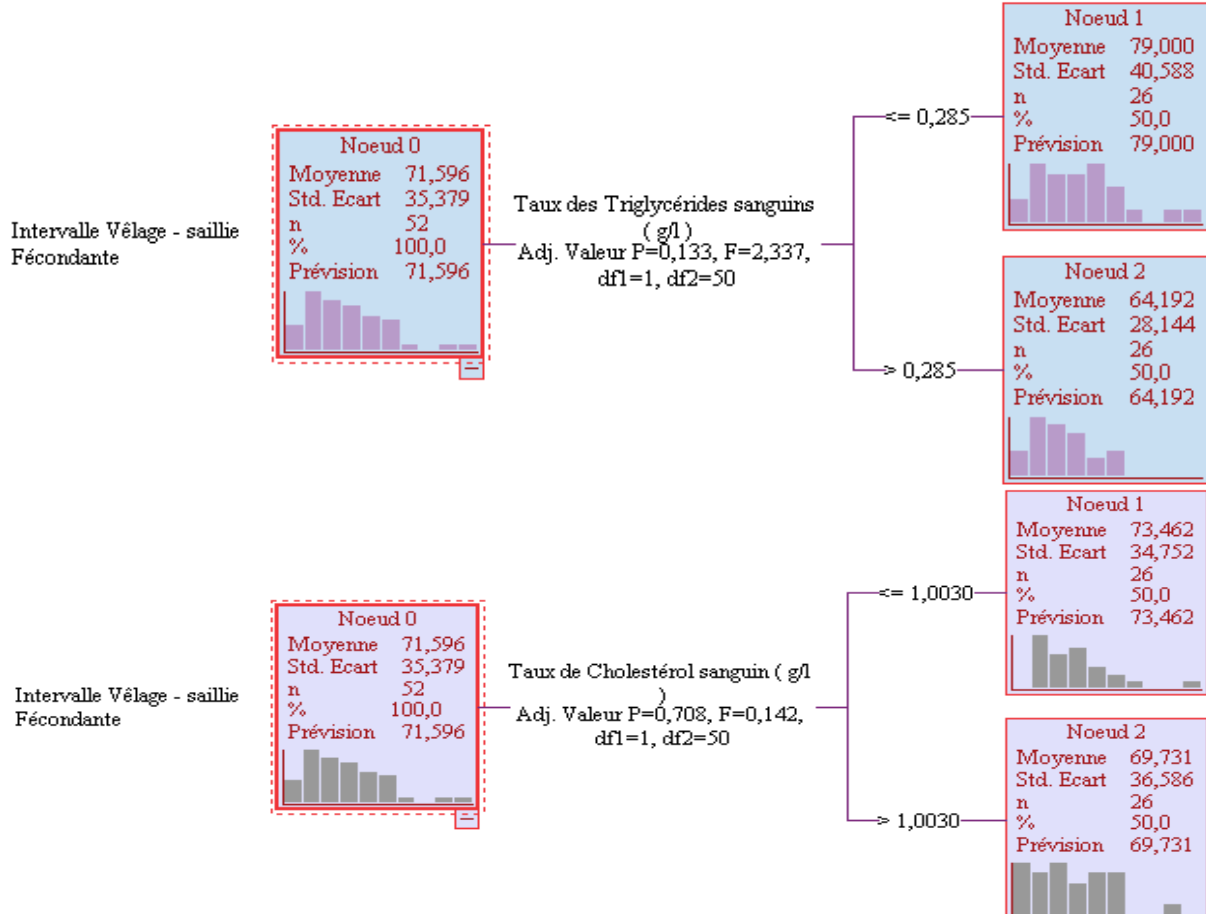 Intervalle Vêlage - saillie
Fécondante
Noeud 0
Moyenne 71,596
Std. Ecart 35,379
n 52
% 100,0
Prévision 71,596
Taux des Triglycérides sanguins
( g/l )
Adj. Valeur P=0,133, F=2,337,
df1=1, df2=50
<= 0,285
Noeud 1
Moyenne 79,000
Std. Ecart 40,588
n 26
% 50,0
Prévision 79,000
> 0,285
Noeud 2
Moyenne 64,192
Std. Ecart 28,144
n 26
% 50,0
Prévision 64,192
Intervalle Vêlage - saillie
Fécondante
Noeud 0
Moyenne 71,596
Std. Ecart 35,379
n 52
% 100,0
Prévision 71,596
Taux de Cholestérol sanguin ( g/l
)
Adj. Valeur P=0,708, F=0,142,
df1=1, df2=50
<= 1,0030
Noeud 1
Moyenne 73,462
Std. Ecart 34,752
n 26
% 50,0
Prévision 73,462
> 1,0030
Noeud 2
Moyenne 69,731
Std. Ecart 36,586
n 26
% 50,0
Prévision 69,731